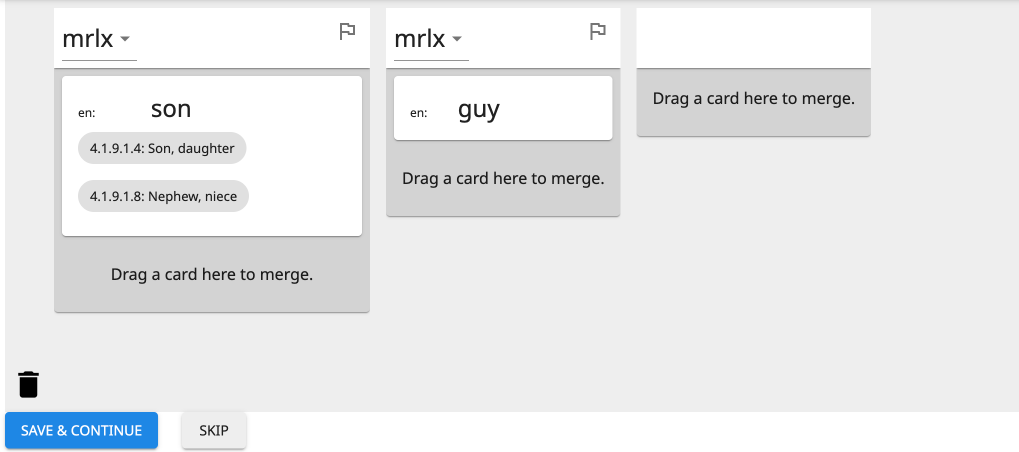 mrlx
en: son
4.1.9.1.4: Son, daughter
4.1.9.1.8: Nephew, niece
Drag a card here to merge.
mrlx
en: guy
Drag a card here to merge.
Drag a card here to merge.
SAVE & CONTINUE
SKIP